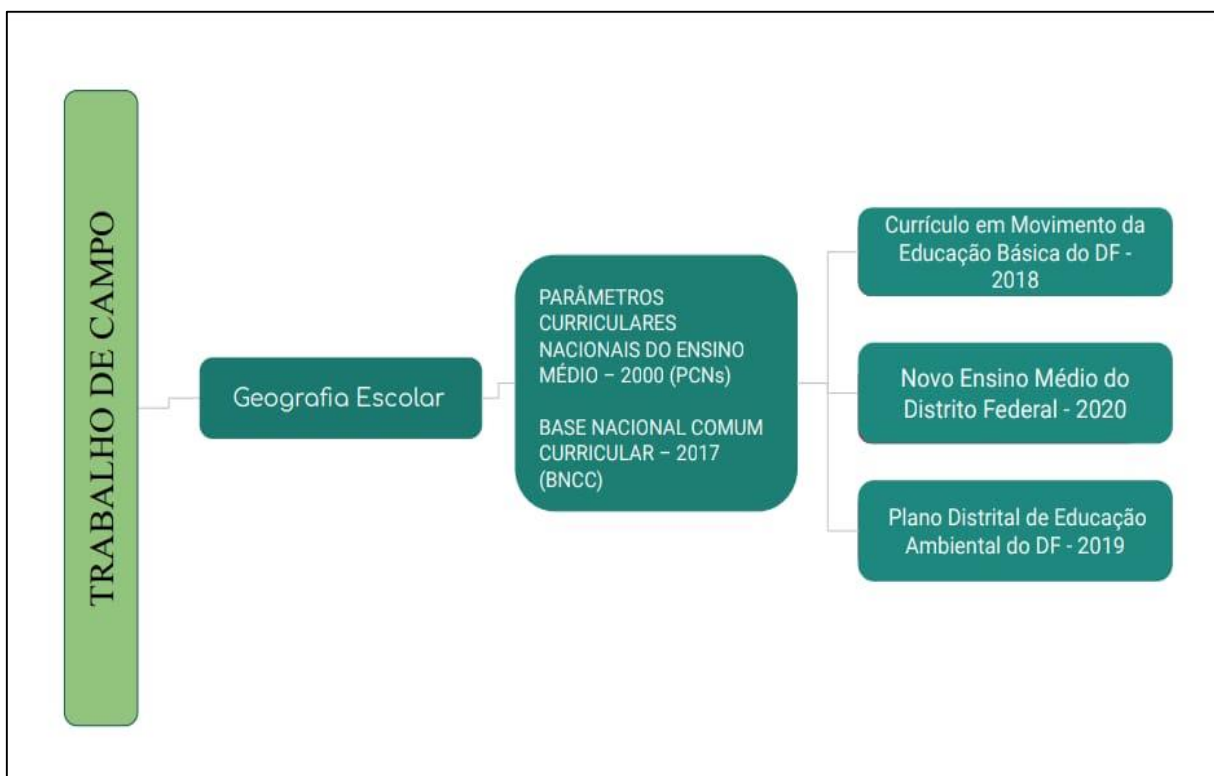 TRABALHO DE CAMPO
Geografia Escolar
PARÂMETROS
CURRICULARES
NACIONAIS DO ENSINO
MÉDIO – 2000 (PCNs)
BASE NACIONAL COMUM
CURRICULAR – 2017
(BNCC)
Currículo em Movimento da
Educação Básica do DF -
2018
Novo Ensino Médio do
Distrito Federal - 2020
Plano Distrital de Educação
Ambiental do DF - 2019